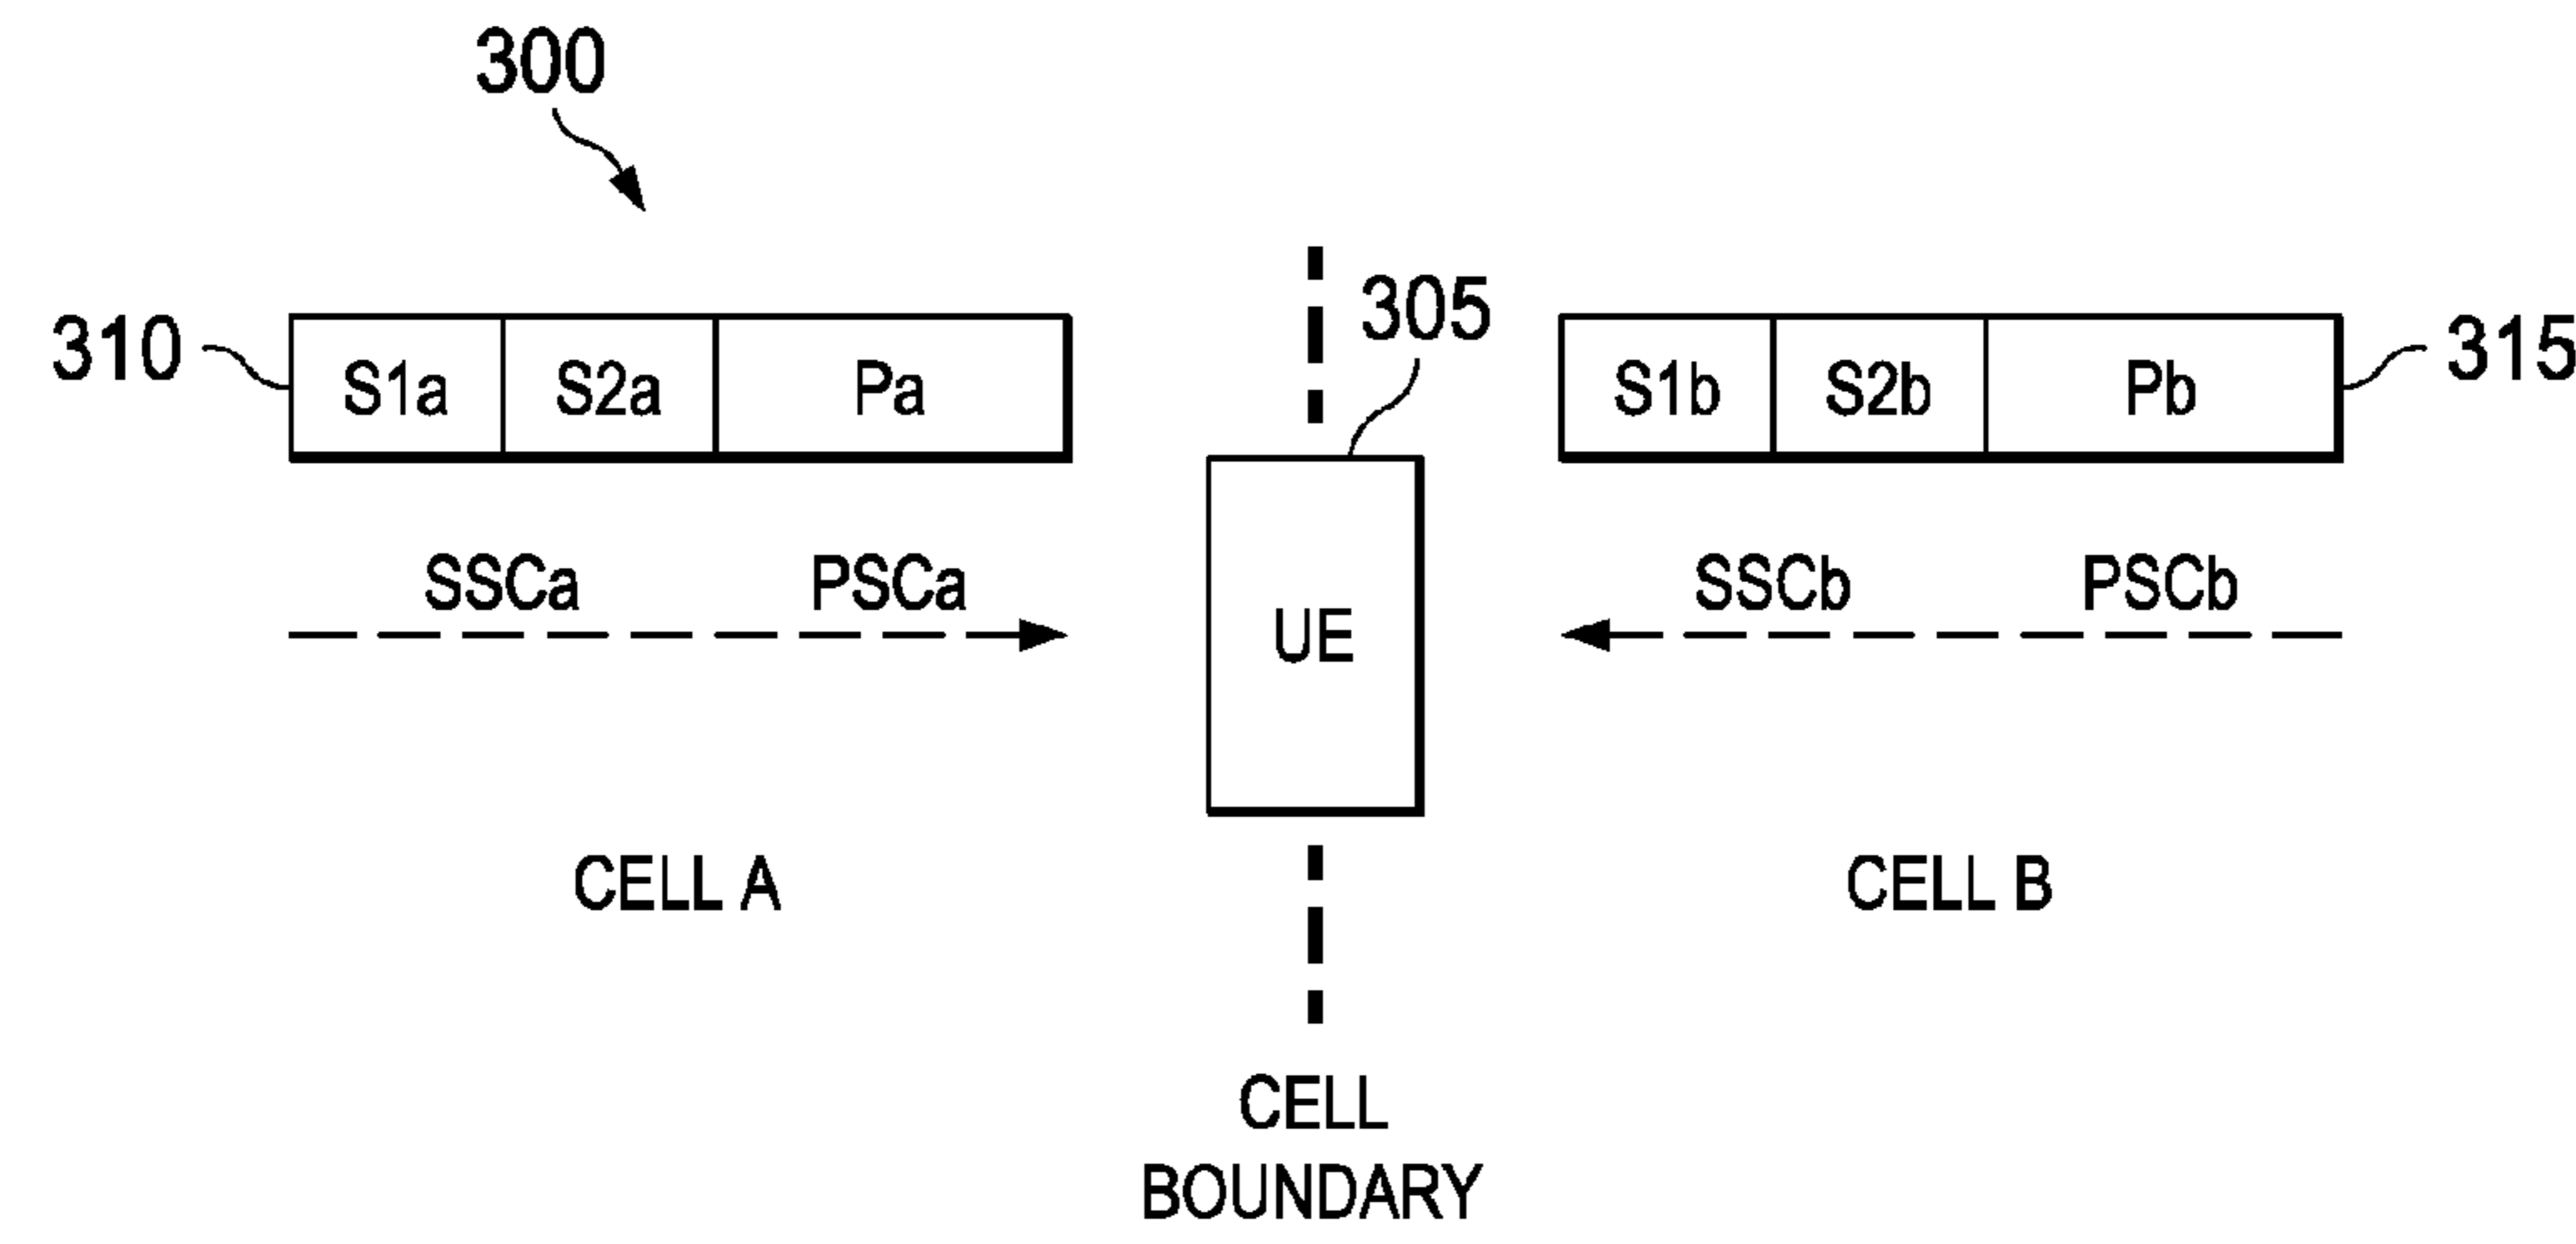 300
305
310 S1a S2a Pa
S1b S2b Pb 315
SSCa PSCa
SSCb PSCb
UE
CELL A
CELL B
CELL
BOUNDARY